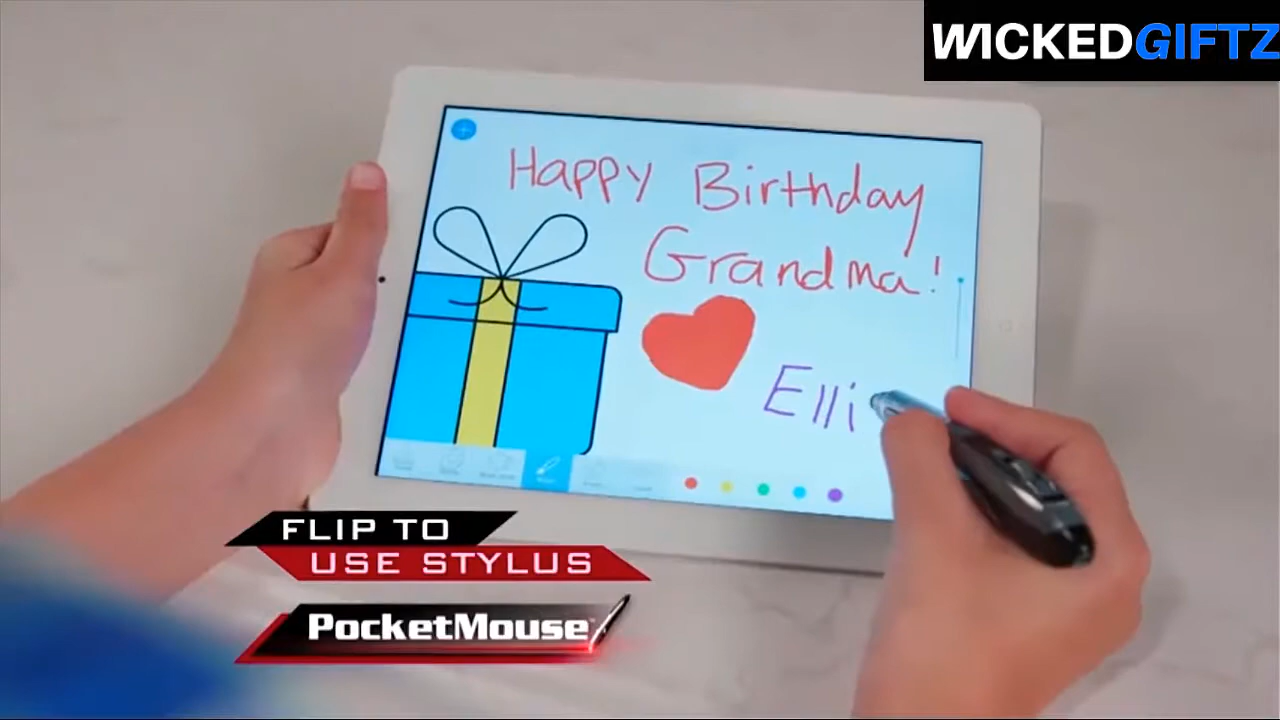 WICKEDGIFTZ
Happy Birthday
Grandma!
Elli
FLIP TO
USE STYLUS
PocketMouse